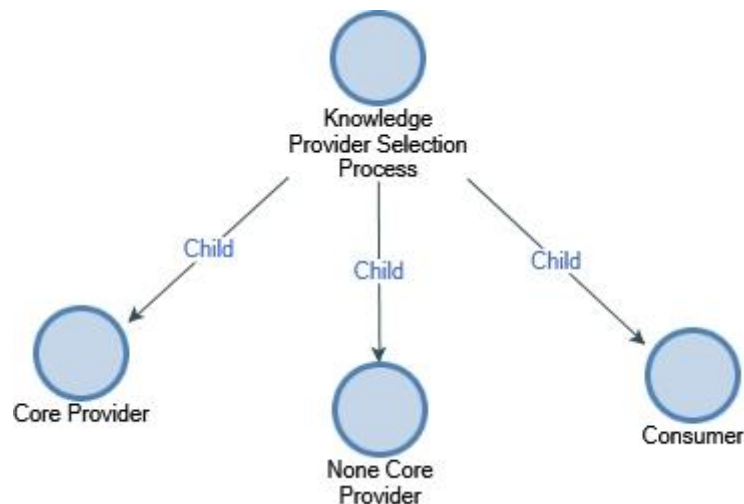 Knowledge
Provider Selection
Process
Child
Child
Child
Core Provider
None Core
Provider
Consumer